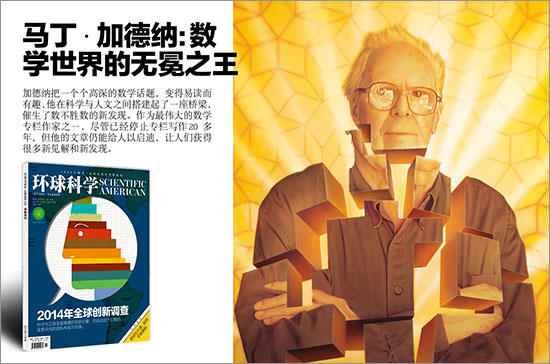 马丁·加德纳:数
学世界的无冕之王
加德纳把一个个高深的数学话题，变得易读而
有趣，他在科学与人文之间搭建起了一座桥梁，
催生了数不胜数的新发现。作为最伟大的数学
专栏作家之一，尽管已经停止专栏写作20 多
年，但他的文章仍能给人以启迪，让人们获得
很多新见解和新发现。
环球科学
SCIENTIFIC
AMERICAN
2014年全球创新调查